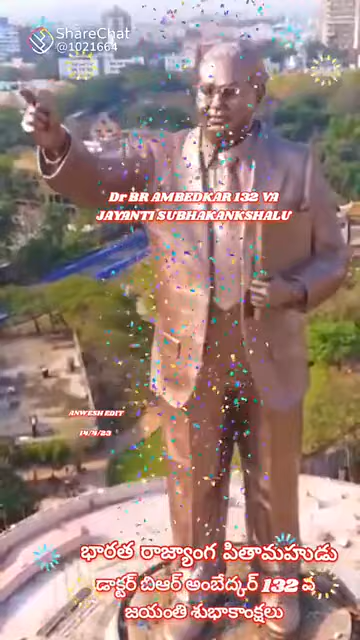 ShareChat
@1021664
Dr BR AMBEDKAR 132 VA
JAYANTI SUBHAKANKSHALU
ANWESH EDIT
14/4/23
భారత రాజ్యాంగ పితామహుడు
డాక్టర్ బిఆర్ అంబేద్కర్ 132 వ
జయంతి శుభాకాంక్షలు